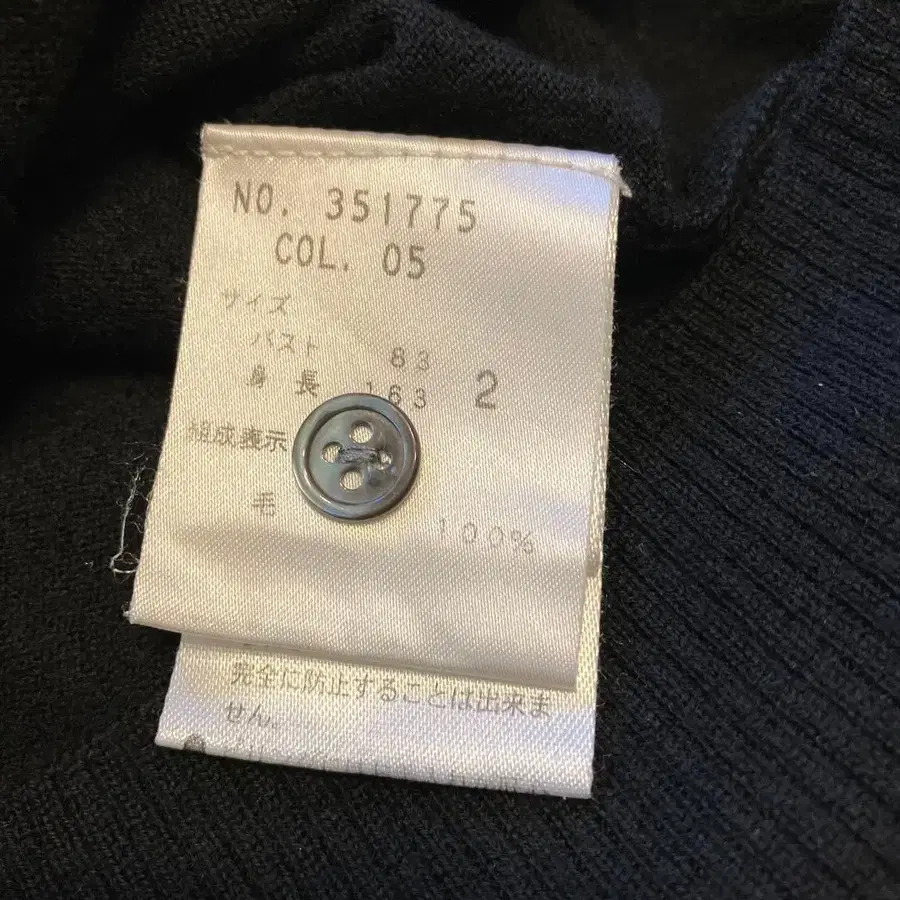 NO. 351775
COL. 05
サイズ
バスト 83
身長 163 2
組成表示
毛 100%
完全に防止することは出来ま
せん。